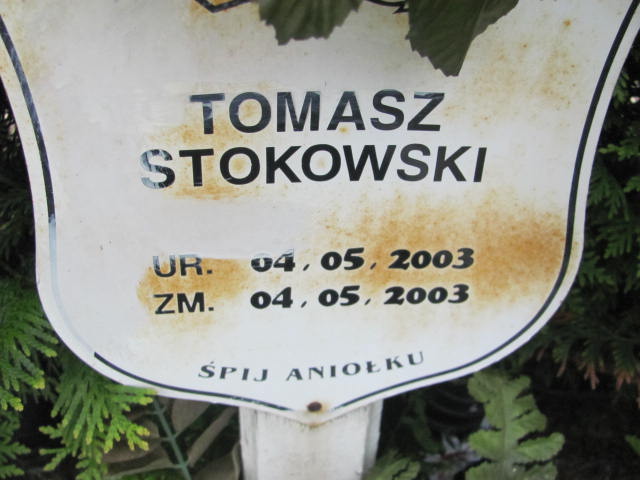 TOMASZ
STOKOWSKI
UR. 04.05.2003
ZM. 04.05.2003
ŚPIJ ANIOŁKU